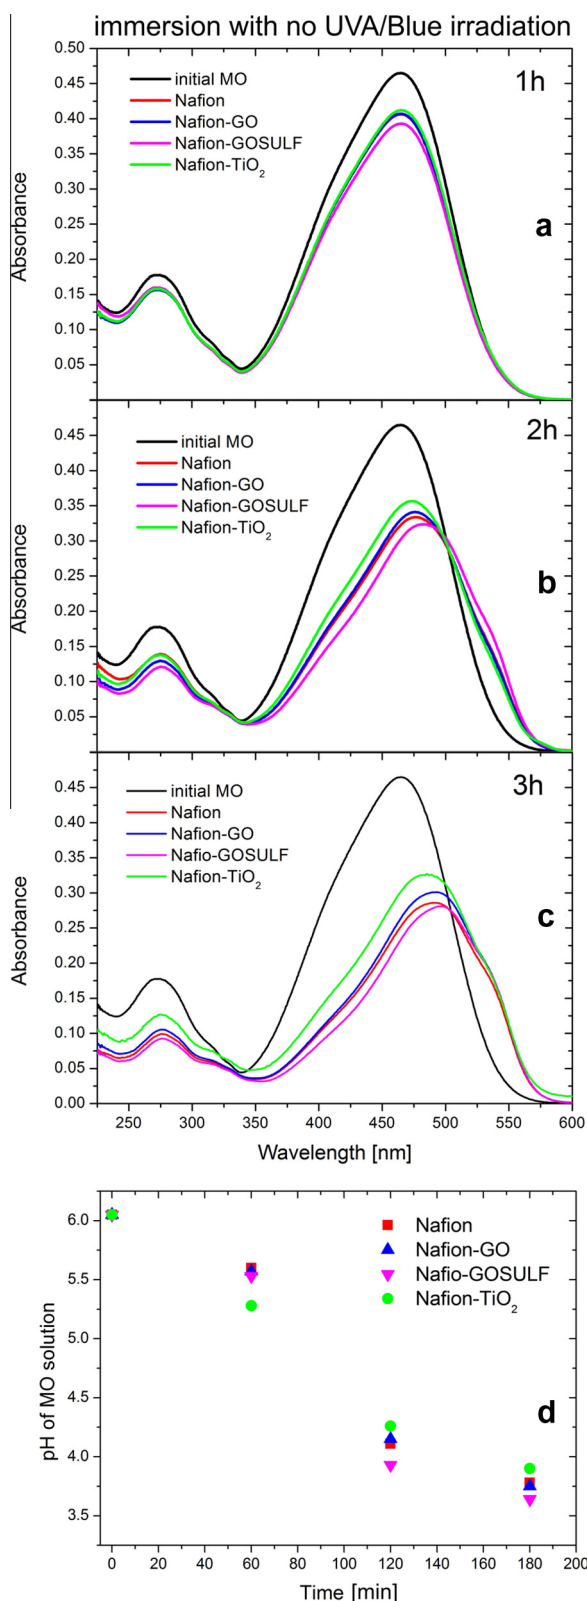 immersion with no UVA/Blue irradiation
0.50
0.45
0.40
0.35
0.30
0.25
0.20
0.15
0.10
0.05
Absorbance
initial MO
Nafion
Nafion-GO
Nafion-GOSULF
Nafion-TiO₂
1h
a
0.45
0.40
0.35
0.30
0.25
0.20
0.15
0.10
0.05
Absorbance
initial MO
Nafion
Nafion-GO
Nafion-GOSULF
Nafion-TiO₂
2h
b
0.45
0.40
0.35
0.30
0.25
0.20
0.15
0.10
0.05
0.00
Absorbance
initial MO
Nafion
Nafion-GO
Nafio-GOSULF
Nafion-TiO₂
3h
c
250 300 350 400 450 500 550 600
Wavelength [nm]
6.0
5.5
5.0
4.5
4.0
3.5
pH of MO solution
Nafion
Nafion-GO
Nafio-GOSULF
Nafion-TiO₂
d
0 20 40 60 80 100 120 140 160 180 200
Time [min]